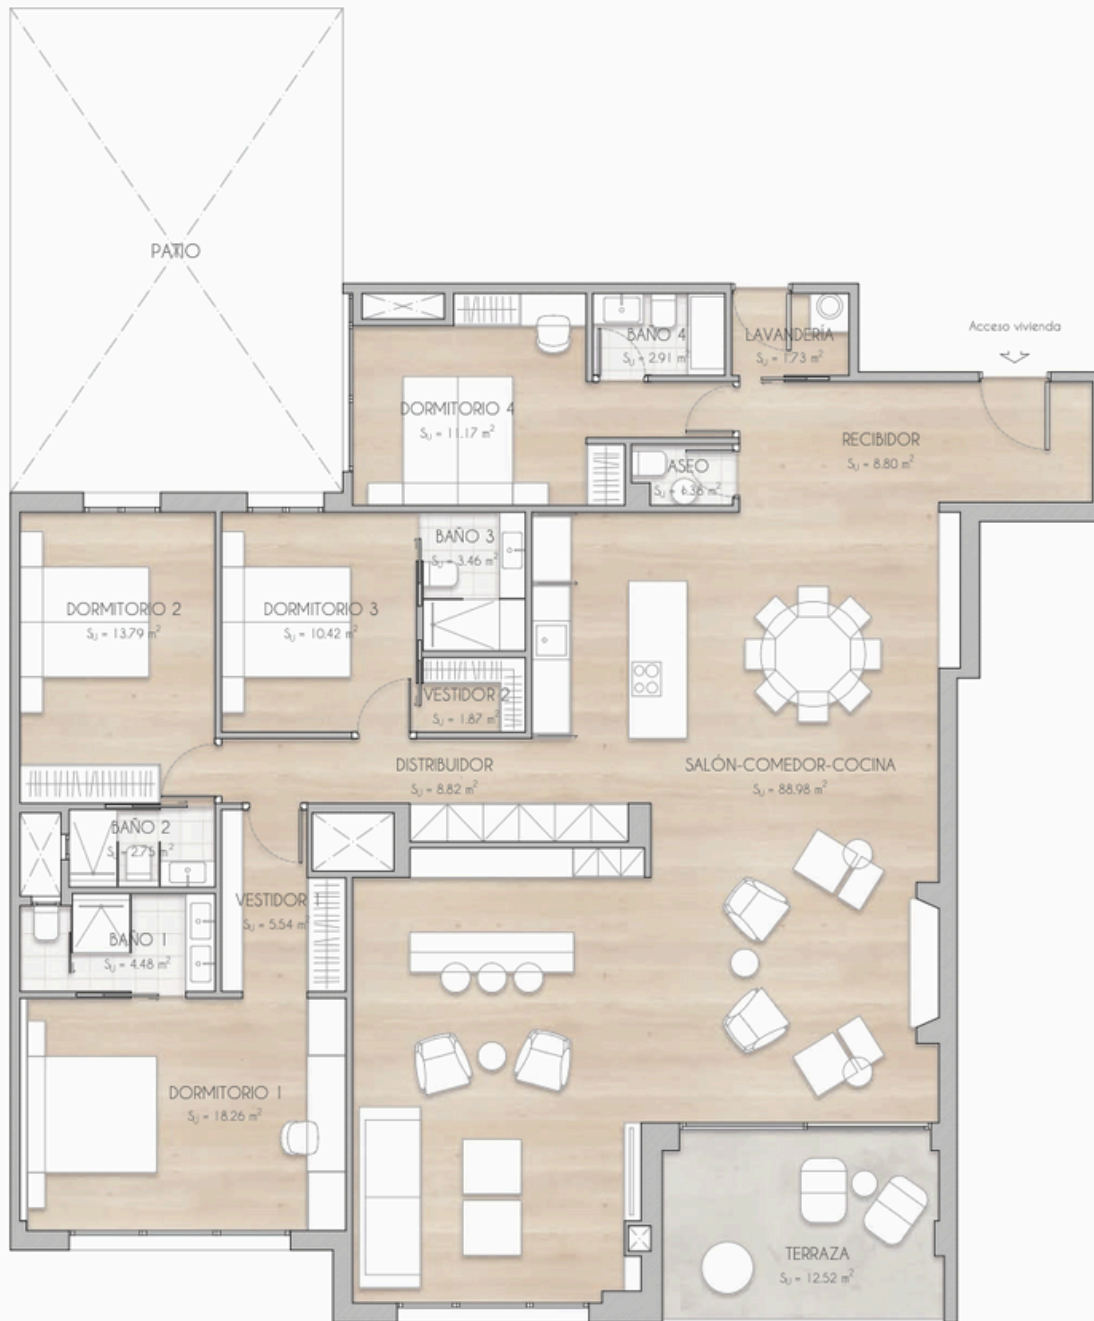 PATIO
BAÑO 4
Sᵤ = 2.91 m²
LAVANDERÍA
Sᵤ = 1.73 m²
Acceso vivienda
DORMITORIO 4
Sᵤ = 11.17 m²
RECIBIDOR
Sᵤ = 8.80 m²
ASEO
Sᵤ = 1.36 m²
BAÑO 3
Sᵤ = 3.46 m²
DORMITORIO 2
Sᵤ = 13.79 m²
DORMITORIO 3
Sᵤ = 10.42 m²
VESTIDOR 2
Sᵤ = 1.87 m²
DISTRIBUIDOR
Sᵤ = 8.82 m²
SALÓN-COMEDOR-COCINA
Sᵤ = 88.98 m²
BAÑO 2
Sᵤ = 2.75 m²
VESTIDOR 1
Sᵤ = 5.54 m²
BAÑO 1
Sᵤ = 4.48 m²
DORMITORIO 1
Sᵤ = 18.26 m²
TERRAZA
Sᵤ = 12.52 m²